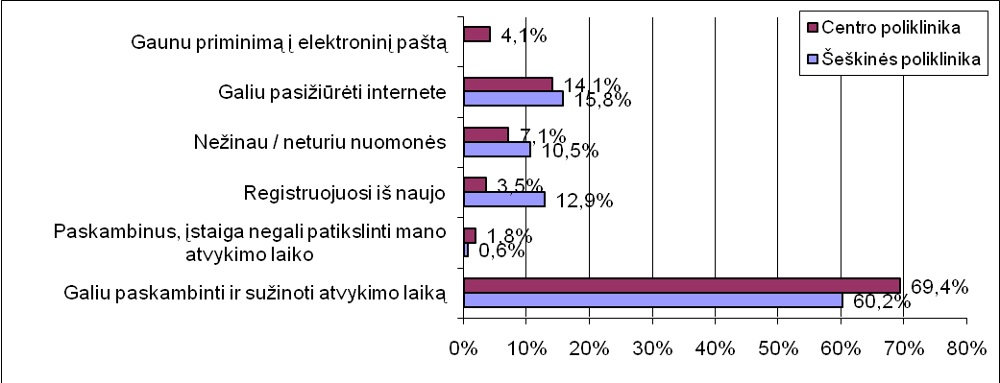 Centro poliklinika
Šeškinės poliklinika
Gaunu priminimą į elektroninį paštą
4,1%
Galiu pasižiūrėti internete
14,1%
15,8%
Nežinau / neturiu nuomonės
7,1%
10,5%
Registruojuosi iš naujo
3,5%
12,9%
Paskambinus, įstaiga negali patikslinti mano
atvykimo laiko
1,8%
0,6%
Galiu paskambinti ir sužinoti atvykimo laiką
69,4%
60,2%
0% 10% 20% 30% 40% 50% 60% 70% 80%